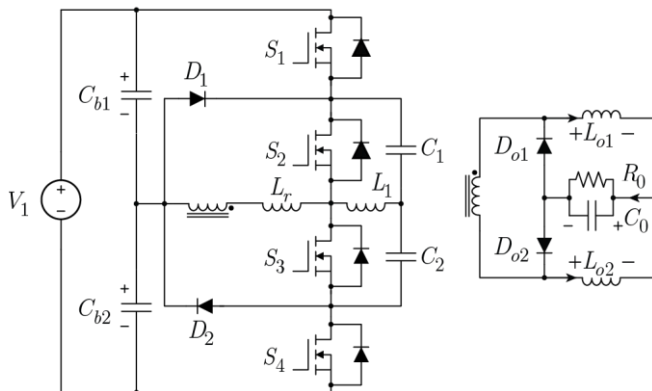 S1
+
D1
Cb1
−
+Lo1 −
S2
C1
Do1
Lr
L1
R0
+
V1
−
− + C0
S3
C2
Do2
+
+Lo2 −
Cb2
−
D2
S4